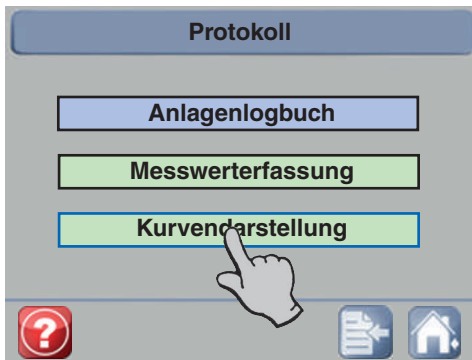 Protokoll
Anlagenlogbuch
Messwerterfassung
Kurvendarstellung
?